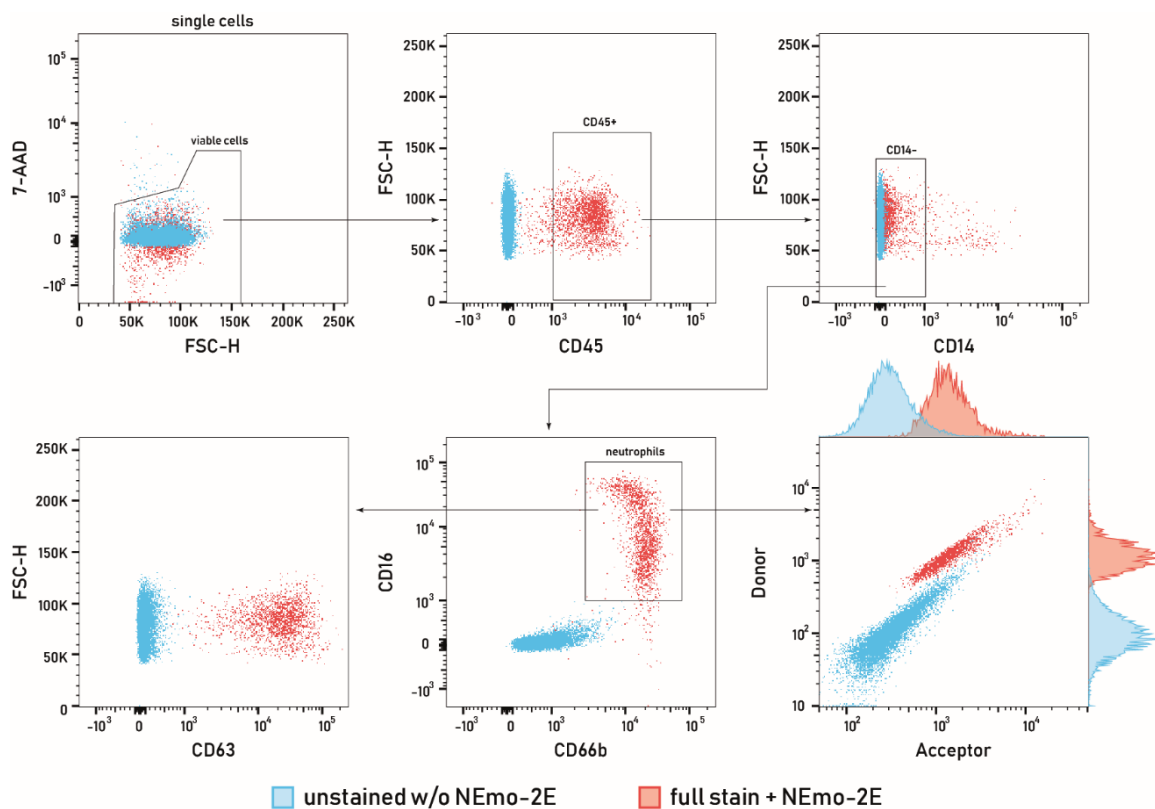 single cells
7-AAD
10⁵
10⁴
10³
0
-10³
viable cells
0 50K 100K 150K 200K 250K
FSC-H
FSC-H
250K
200K
150K
100K
50K
0
CD45+
-10³ 0 10³ 10⁴ 10⁵
CD45
FSC-H
250K
200K
150K
100K
50K
0
CD14-
-10³ 0 10³ 10⁴ 10⁵
CD14
FSC-H
250K
200K
150K
100K
50K
0
-10³ 0 10³ 10⁴ 10⁵
CD63
CD16
10⁵
10⁴
10³
0
-10³
neutrophils
-10³ 0 10³ 10⁴ 10⁵
CD66b
Donor
10⁴
10³
10²
10
10² 10³ 10⁴
Acceptor
unstained w/o NEmo-2E
full stain + NEmo-2E